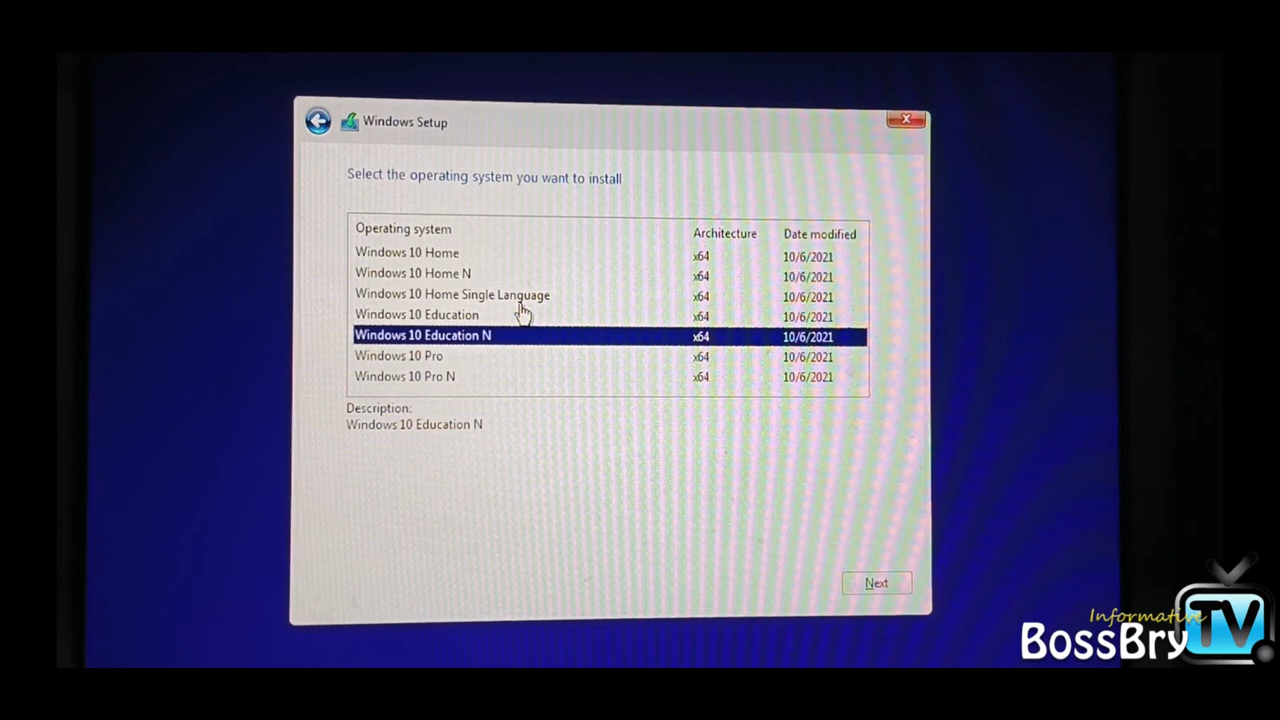 Windows Setup
Select the operating system you want to install
Operating system Architecture Date modified
Windows 10 Home x64 10/6/2021
Windows 10 Home N x64 10/6/2021
Windows 10 Home Single Language x64 10/6/2021
Windows 10 Education x64 10/6/2021
Windows 10 Education N x64 10/6/2021
Windows 10 Pro x64 10/6/2021
Windows 10 Pro N x64 10/6/2021
Description:
Windows 10 Education N
Next
Informative
BossBry TV